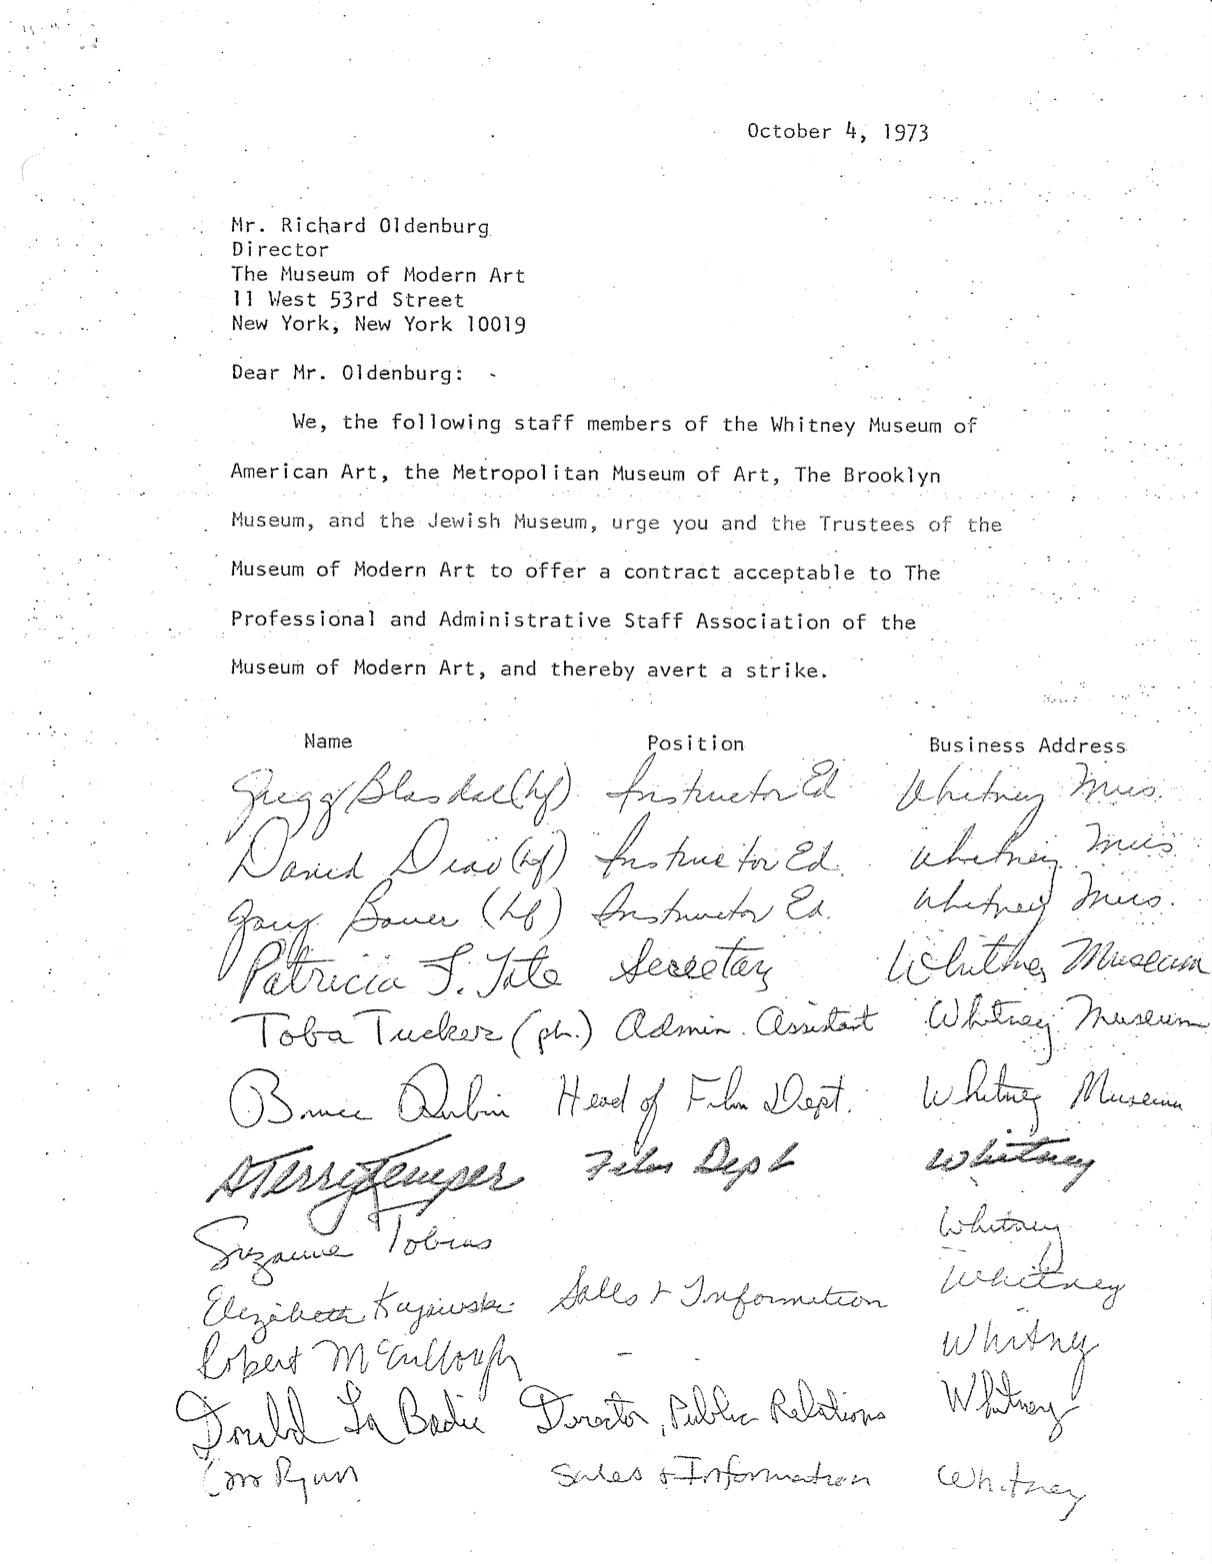 October 4, 1973
Mr. Richard Oldenburg
Director
The Museum of Modern Art
11 West 53rd Street
New York, New York 10019
Dear Mr. Oldenburg:
We, the following staff members of the Whitney Museum of
American Art, the Metropolitan Museum of Art, The Brooklyn
Museum, and the Jewish Museum, urge you and the Trustees of the
Museum of Modern Art to offer a contract acceptable to The
Professional and Administrative Staff Association of the
Museum of Modern Art, and thereby avert a strike.
Name Position Business Address
Gregg Blasdel (hf) Instructor Ed Whitney Mus.
David Diao (hf) Instructor Ed. Whitney Mus
Gary Bower (hf) Instructor Ed. Whitney Mus.
Patricia Tate Secretary Whitney Museum
Toba Tucker (ph.) Admin. Assistant Whitney Museum
Bruce Rubin Head of Film Dept. Whitney Museum
Film Dept Whitney
Suzanne Tobias Whitney
Elizabeth Sales + Information Whitney
Robert McCullough - Whitney
Donald La Badie Director, Public Relations Whitney
Ryan Sales + Information Whitney